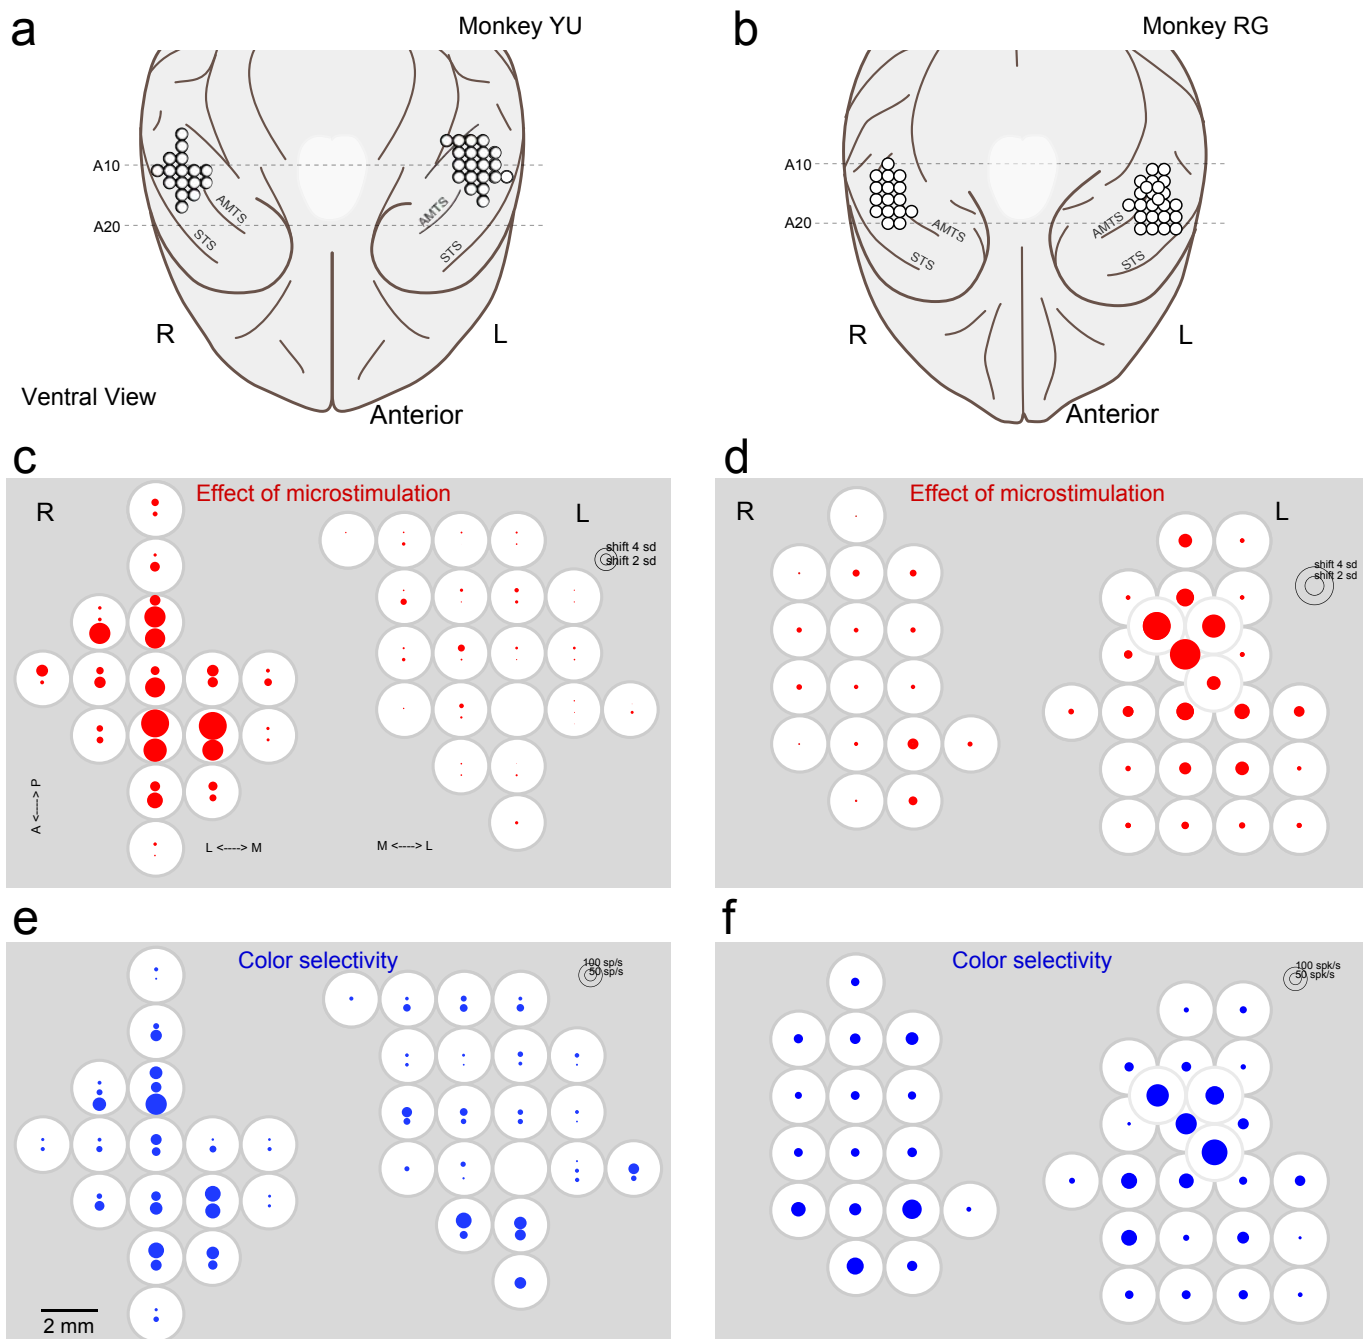 a
Monkey YU
b
Monkey RG
A10
A20
AMTS
STS
AMTS
STS
R
L
Ventral View
Anterior
A10
A20
AMTS
STS
AMTS
STS
R
L
Anterior
c
R
Effect of microstimulation
L
shift 4 sd
shift 2 sd
A <----> P
L <----> M
M <----> L
d
R
Effect of microstimulation
L
shift 4 sd
shift 2 sd
e
Color selectivity
100 sp/s
50 sp/s
2 mm
f
Color selectivity
100 spk/s
50 spk/s